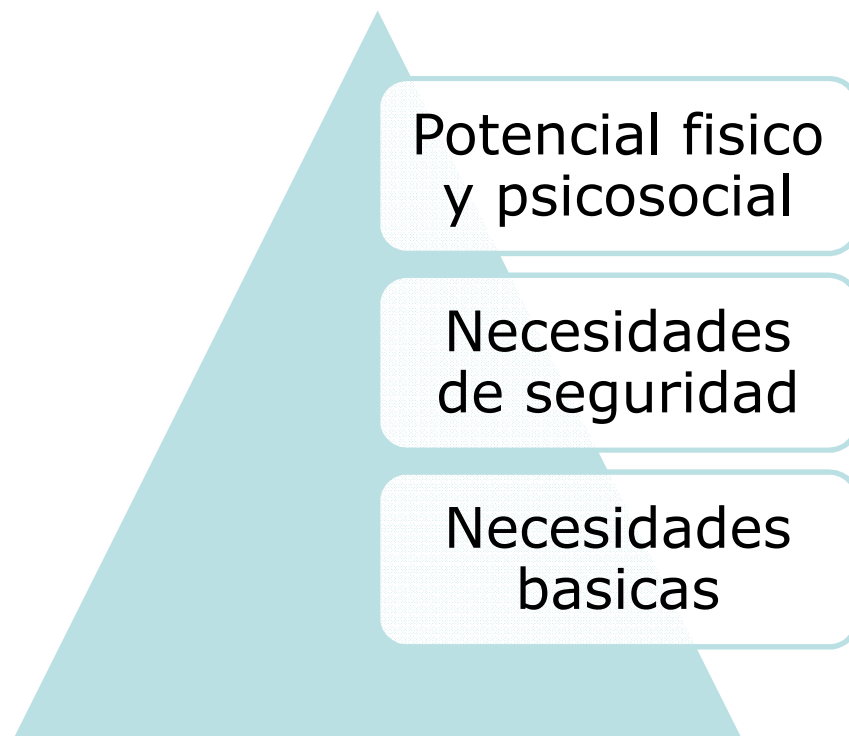 Potencial fisico
y psicosocial
Necesidades
de seguridad
Necesidades
basicas